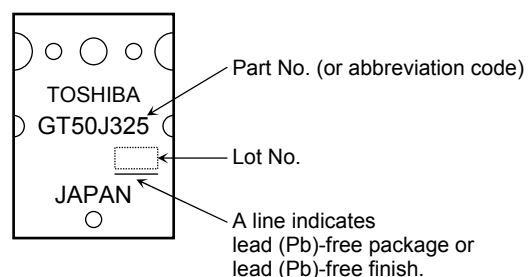 TOSHIBA
GT50J325
JAPAN
Part No. (or abbreviation code)
Lot No.
A line indicates
lead (Pb)-free package or
lead (Pb)-free finish.